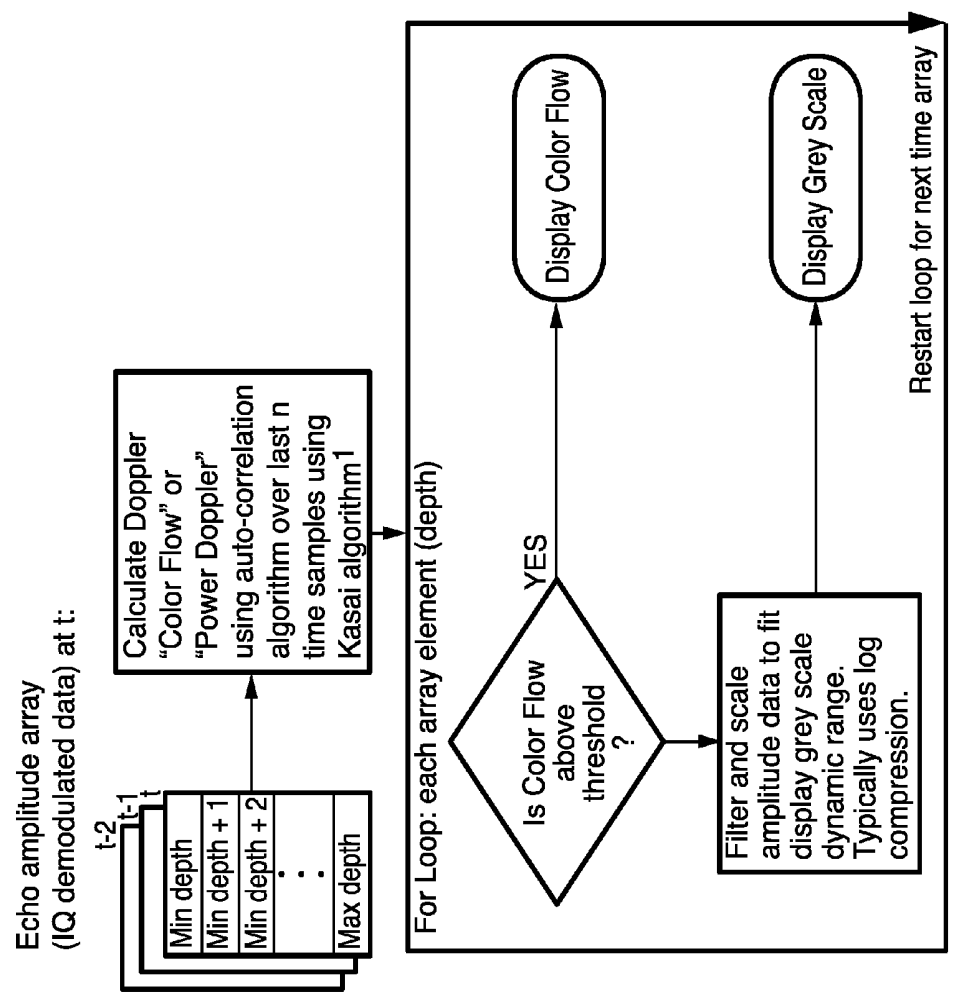 Echo amplitude array
(IQ demodulated data) at t:
t-2
t-1
t
Min depth
Min depth + 1
Min depth + 2
. . .
Max depth
Calculate Doppler
“Color Flow” or
“Power Doppler”
using auto-correlation
algorithm over last n
time samples using
Kasai algorithm1
For Loop: each array element (depth)
Is Color Flow
above
threshold
?
YES
Display Color Flow
Filter and scale
amplitude data to fit
display grey scale
dynamic range.
Typically uses log
compression.
Display Grey Scale
Restart loop for next time array